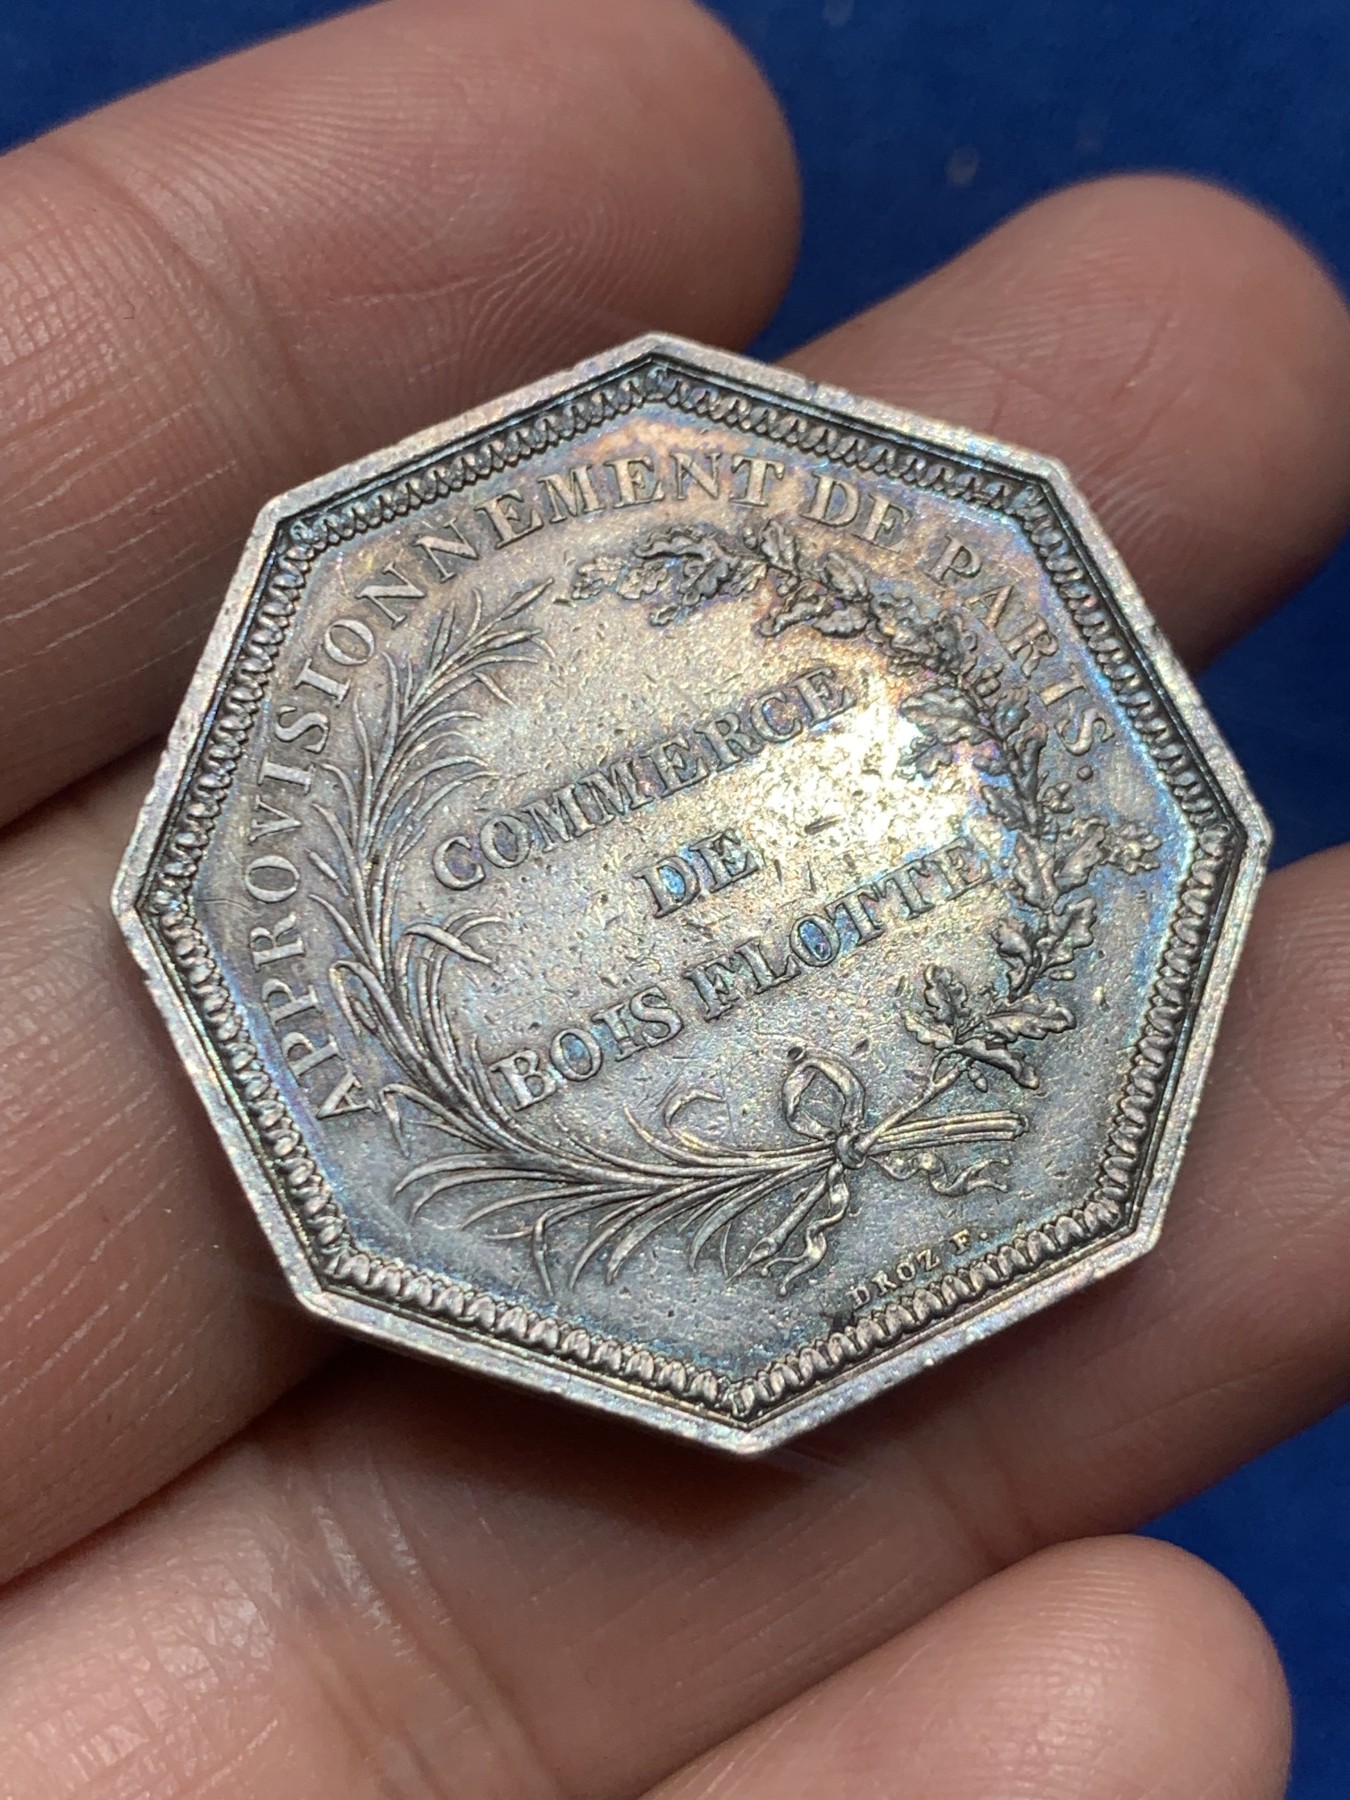 APPROVISIONNEMENT DE PARIS.
COMMERCE
DE
BOIS FLOTTE.
DROZ F.